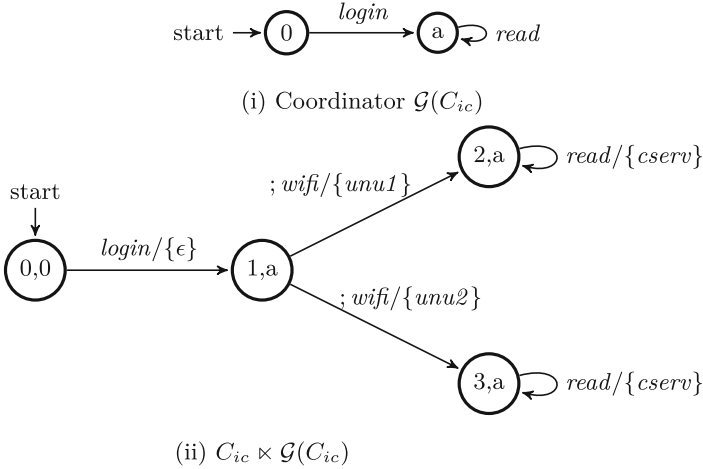 login
start 0 a read
(i) Coordinator 𝒢(C_ic)
2,a read/{cserv}
; wifi/{unu1}
start
login/{ϵ}
0,0 1,a
; wifi/{unu2}
3,a read/{cserv}
(ii) C_ic ⋉ 𝒢(C_ic)